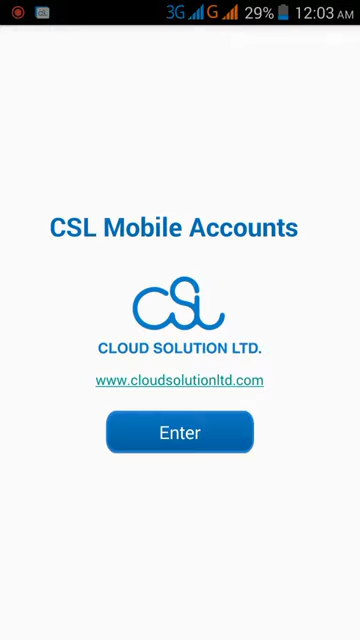 3G G 29% 12:03 AM
CSL Mobile Accounts
CSL
CLOUD SOLUTION LTD.
www.cloudsolutionltd.com
Enter